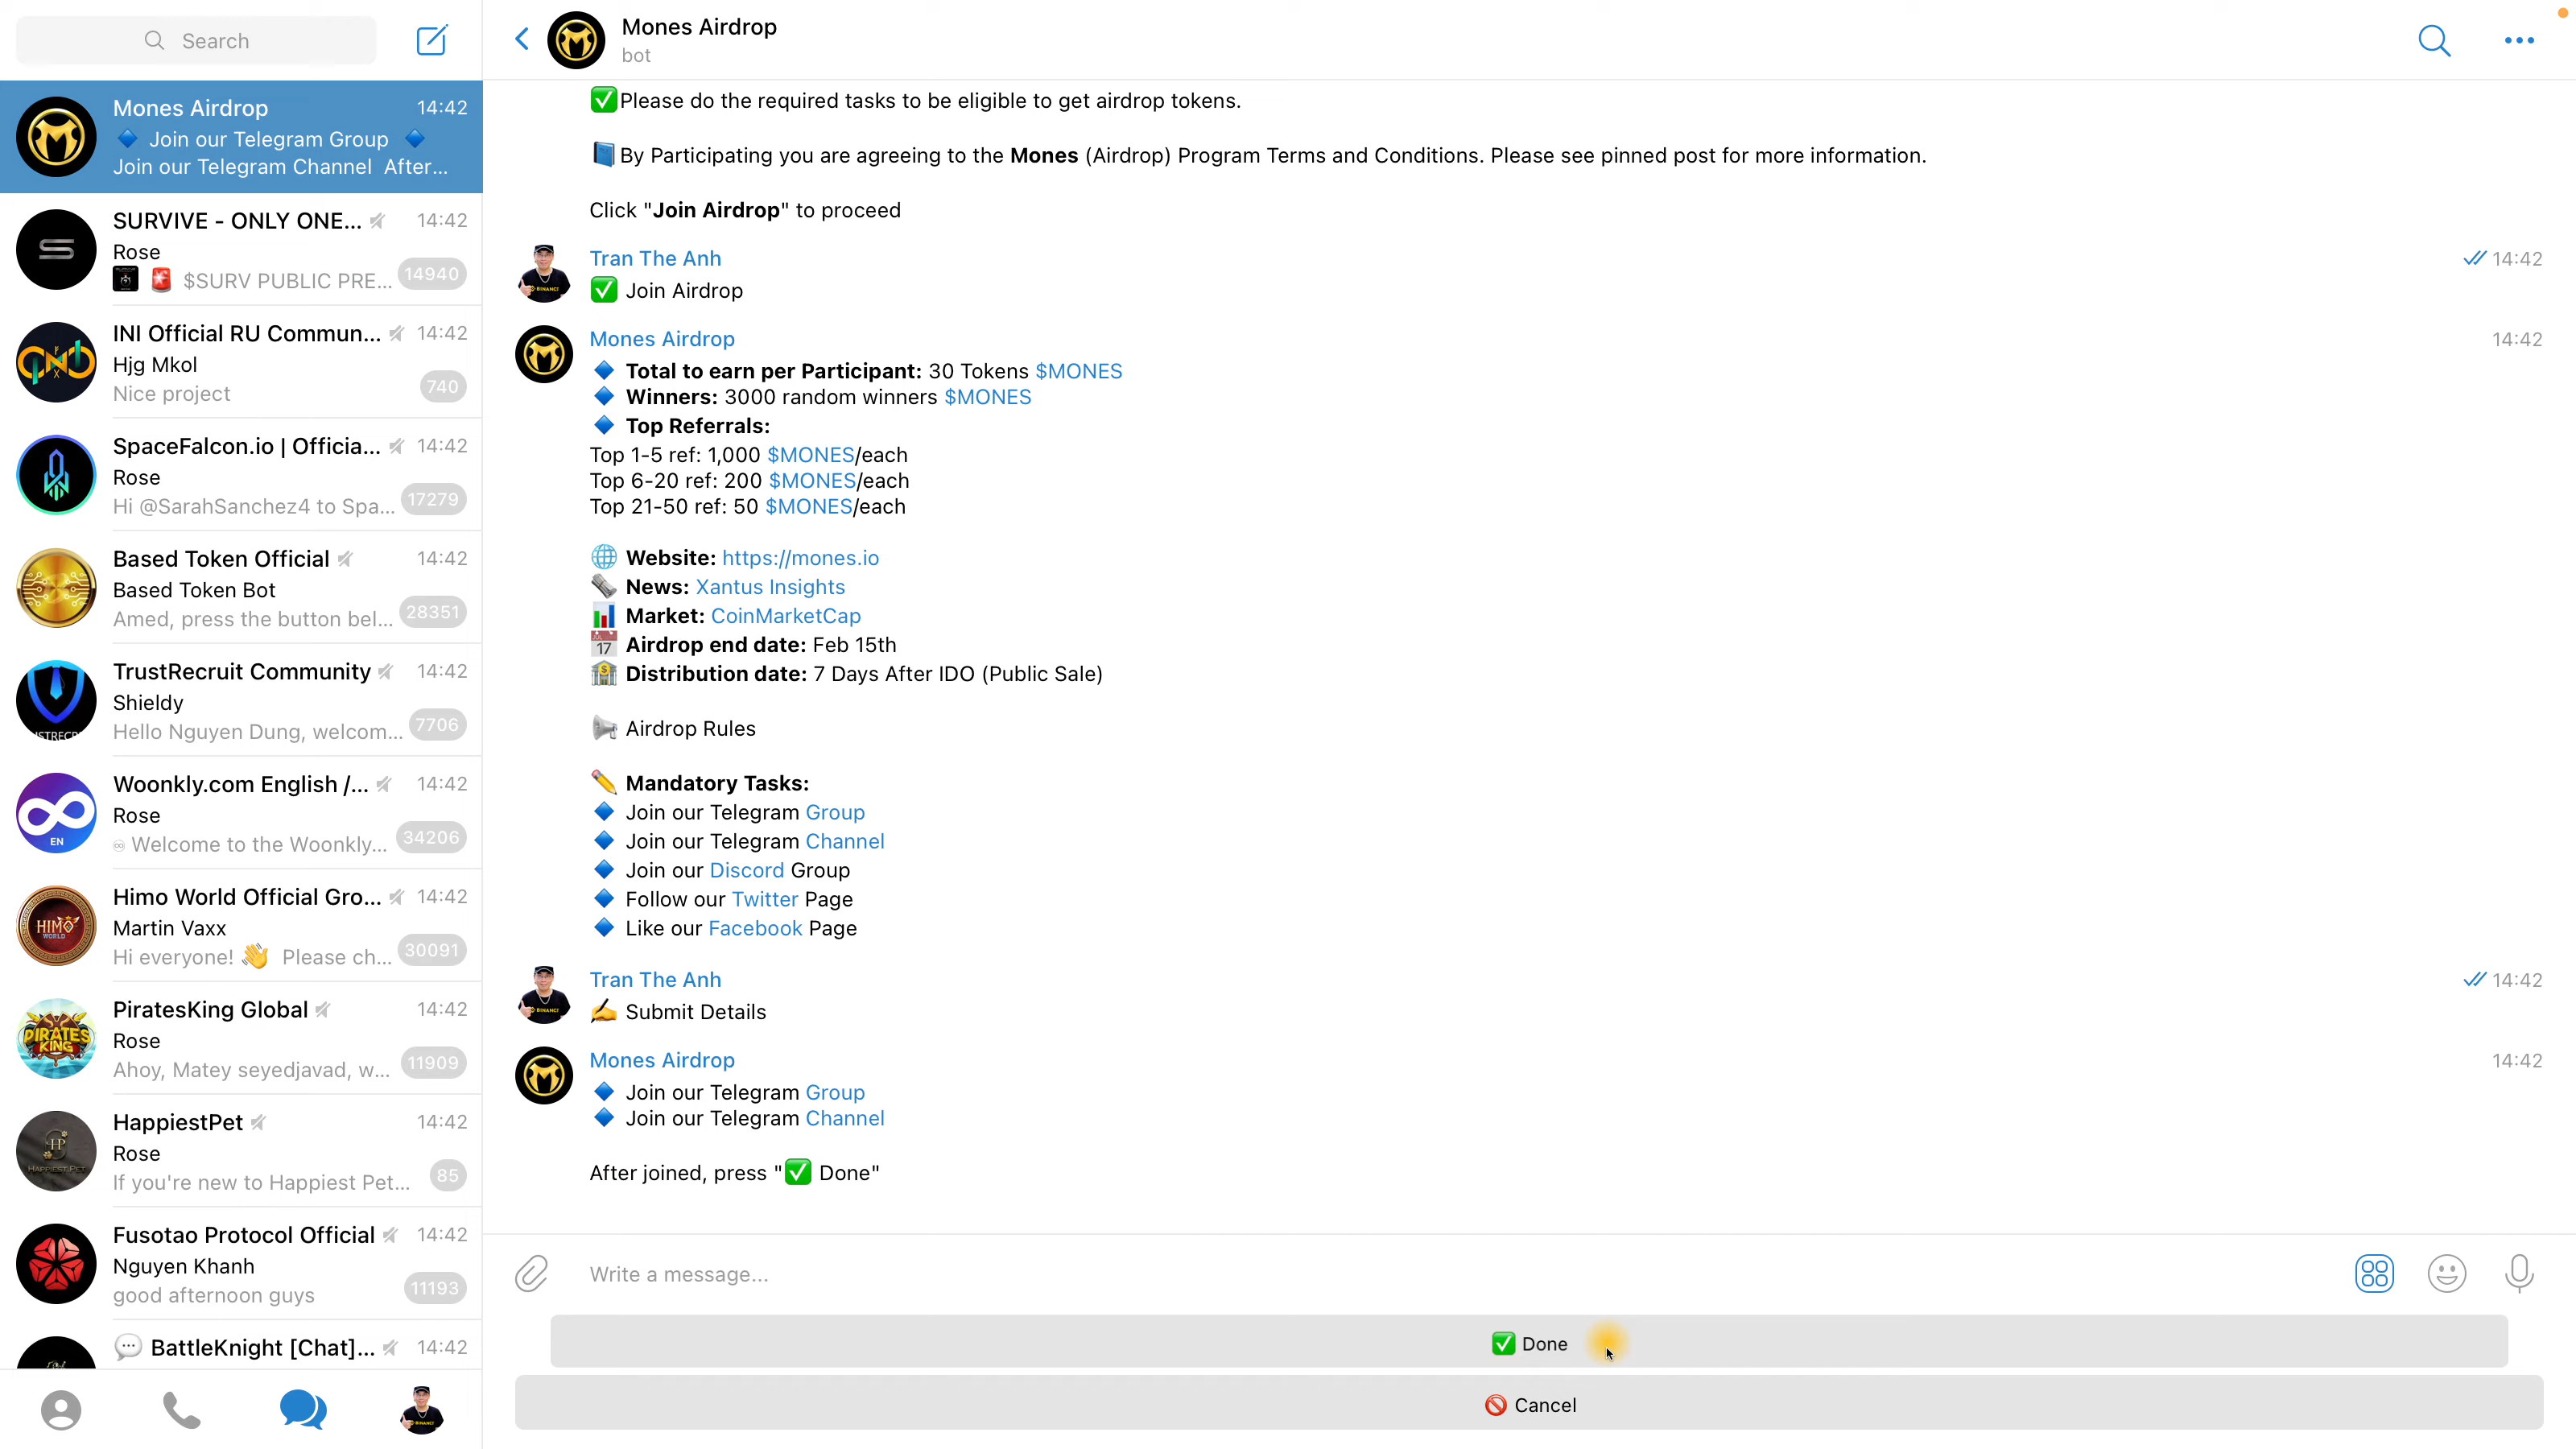 Search
Mones Airdrop 14:42
🔷 Join our Telegram Group 🔷
Join our Telegram Channel After...
SURVIVE - ONLY ONE... 14:42
Rose
🚨 $SURV PUBLIC PRE... 14940
INI Official RU Commun... 14:42
Hjg Mkol
Nice project 740
SpaceFalcon.io | Officia... 14:42
Rose
Hi @SarahSanchez4 to Spa... 17279
Based Token Official 14:42
Based Token Bot
Amed, press the button bel... 28351
TrustRecruit Community 14:42
Shieldy
Hello Nguyen Dung, welcom... 7706
Woonkly.com English /... 14:42
Rose
♾ Welcome to the Woonkly... 34206
EN
Himo World Official Gro... 14:42
Martin Vaxx
Hi everyone! 👋 Please ch... 30091
HIMO
WORLD
PiratesKing Global 14:42
Rose
Ahoy, Matey seyedjavad, w... 11909
PIRATES
KING
HappiestPet 14:42
Rose
If you're new to Happiest Pet... 85
HP
HAPPIEST PET
Fusotao Protocol Official 14:42
Nguyen Khanh
good afternoon guys 11193
💬 BattleKnight [Chat]... 14:42
Mones Airdrop
bot
✅Please do the required tasks to be eligible to get airdrop tokens.
📘By Participating you are agreeing to the Mones (Airdrop) Program Terms and Conditions. Please see pinned post for more information.
Click "Join Airdrop" to proceed
Tran The Anh 14:42
✅ Join Airdrop
Mones Airdrop 14:42
🔷 Total to earn per Participant: 30 Tokens $MONES
🔷 Winners: 3000 random winners $MONES
🔷 Top Referrals:
Top 1-5 ref: 1,000 $MONES/each
Top 6-20 ref: 200 $MONES/each
Top 21-50 ref: 50 $MONES/each
🌐 Website: https://mones.io
🗞 News: Xantus Insights
📊 Market: CoinMarketCap
📅 Airdrop end date: Feb 15th
🏦 Distribution date: 7 Days After IDO (Public Sale)
📢 Airdrop Rules
✏️ Mandatory Tasks:
🔷 Join our Telegram Group
🔷 Join our Telegram Channel
🔷 Join our Discord Group
🔷 Follow our Twitter Page
🔷 Like our Facebook Page
Tran The Anh 14:42
✍️ Submit Details
Mones Airdrop 14:42
🔷 Join our Telegram Group
🔷 Join our Telegram Channel
After joined, press "✅ Done"
Write a message...
✅ Done
🚫 Cancel